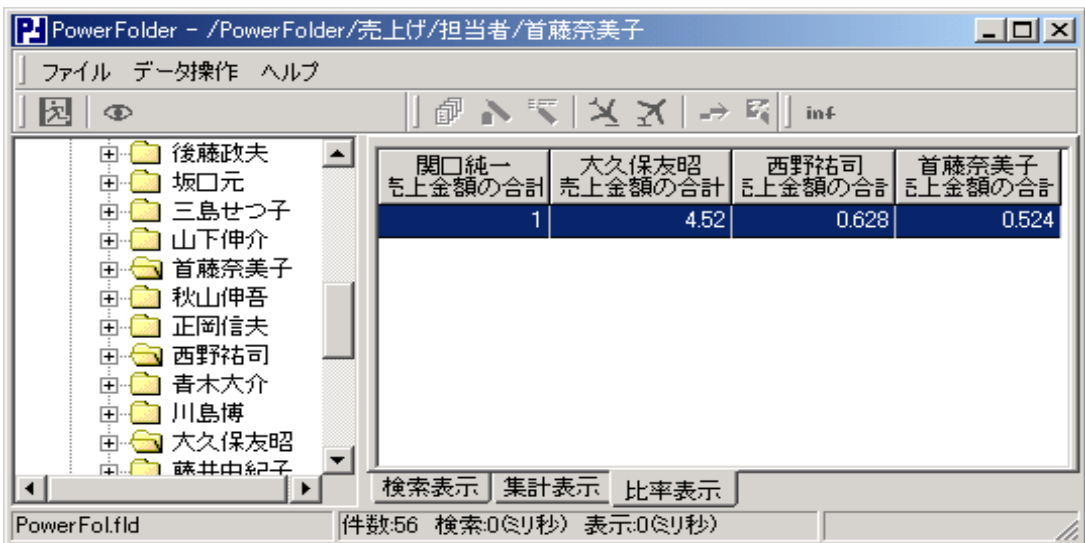 PowerFolder - /PowerFolder/売上げ/担当者/首藤奈美子
ファイル データ操作 ヘルプ
inf
後藤政夫
坂口元
三島せつ子
山下伸介
首藤奈美子
秋山伸吾
正岡信夫
西野祐司
青木大介
川島博
大久保友昭
藤井由紀子
関口純一 大久保友昭 西野祐司 首藤奈美子
売上金額の合計 売上金額の合計 売上金額の合計 売上金額の合計
1 4.52 0.628 0.524
検索表示 集計表示 比率表示
PowerFol.fld 件数:56 検索:0(ミリ秒) 表示:0(ミリ秒)